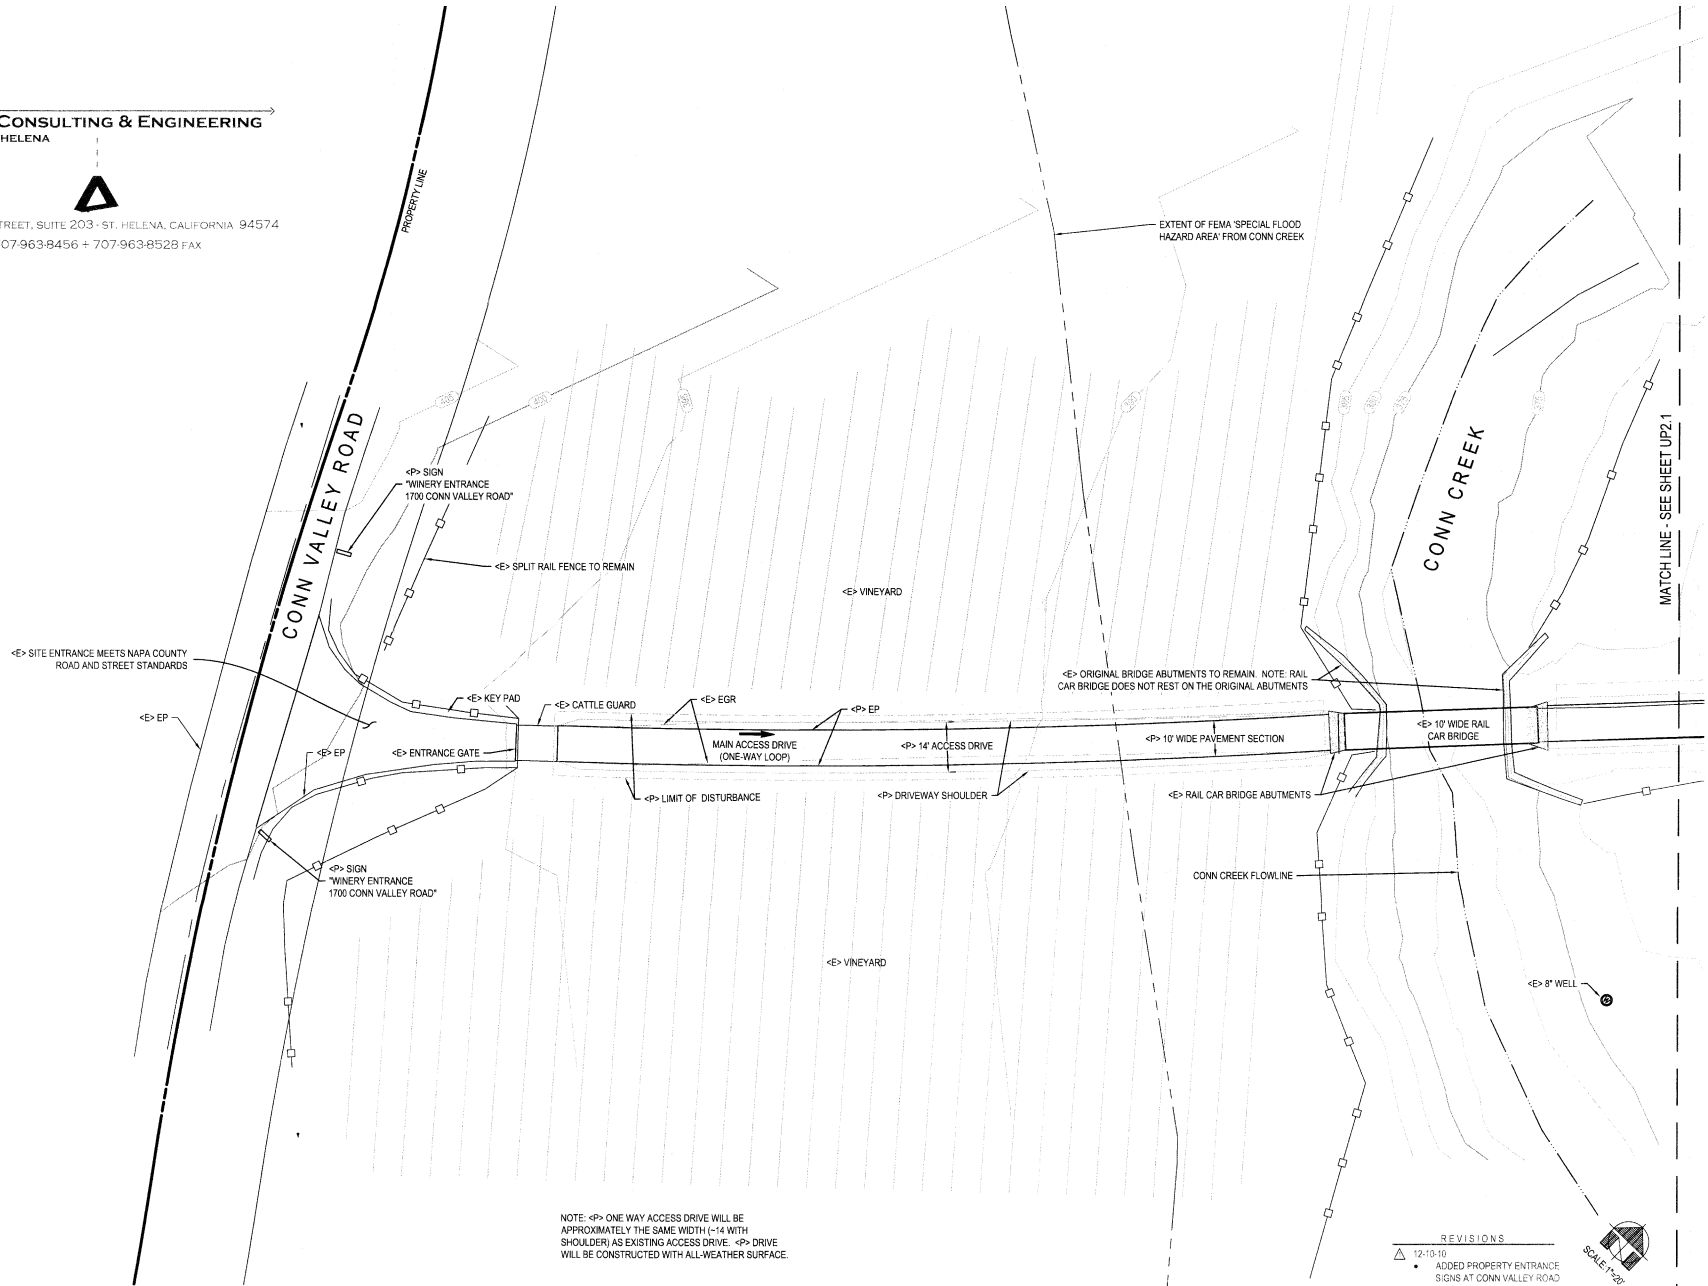 CONSULTING & ENGINEERING
HELENA
TREET, SUITE 203 · ST. HELENA, CALIFORNIA 94574
07-963-8456 + 707-963-8528 FAX
PROPERTY LINE
EXTENT OF FEMA 'SPECIAL FLOOD
HAZARD AREA' FROM CONN CREEK
CONN VALLEY ROAD
<P> SIGN
"WINERY ENTRANCE
1700 CONN VALLEY ROAD"
<E> SPLIT RAIL FENCE TO REMAIN
<E> VINEYARD
CONN CREEK
MATCH LINE - SEE SHEET UP2.1
<E> SITE ENTRANCE MEETS NAPA COUNTY
ROAD AND STREET STANDARDS
<E> EP
<E> KEY PAD
<E> CATTLE GUARD
<E> EGR
<P> EP
<E> ORIGINAL BRIDGE ABUTMENTS TO REMAIN. NOTE: RAIL
CAR BRIDGE DOES NOT REST ON THE ORIGINAL ABUTMENTS
<E> EP
<E> ENTRANCE GATE
MAIN ACCESS DRIVE
(ONE-WAY LOOP)
<P> 14' ACCESS DRIVE
<P> 10' WIDE PAVEMENT SECTION
<E> 10' WIDE RAIL
CAR BRIDGE
<P> LIMIT OF DISTURBANCE
<P> DRIVEWAY SHOULDER
<E> RAIL CAR BRIDGE ABUTMENTS
<P> SIGN
"WINERY ENTRANCE
1700 CONN VALLEY ROAD"
CONN CREEK FLOWLINE
<E> VINEYARD
<E> 8" WELL
NOTE: <P> ONE WAY ACCESS DRIVE WILL BE
APPROXIMATELY THE SAME WIDTH (~14 WITH
SHOULDER) AS EXISTING ACCESS DRIVE. <P> DRIVE
WILL BE CONSTRUCTED WITH ALL-WEATHER SURFACE.
REVISIONS
12-10-10
• ADDED PROPERTY ENTRANCE
SIGNS AT CONN VALLEY ROAD
SCALE 1"=20'